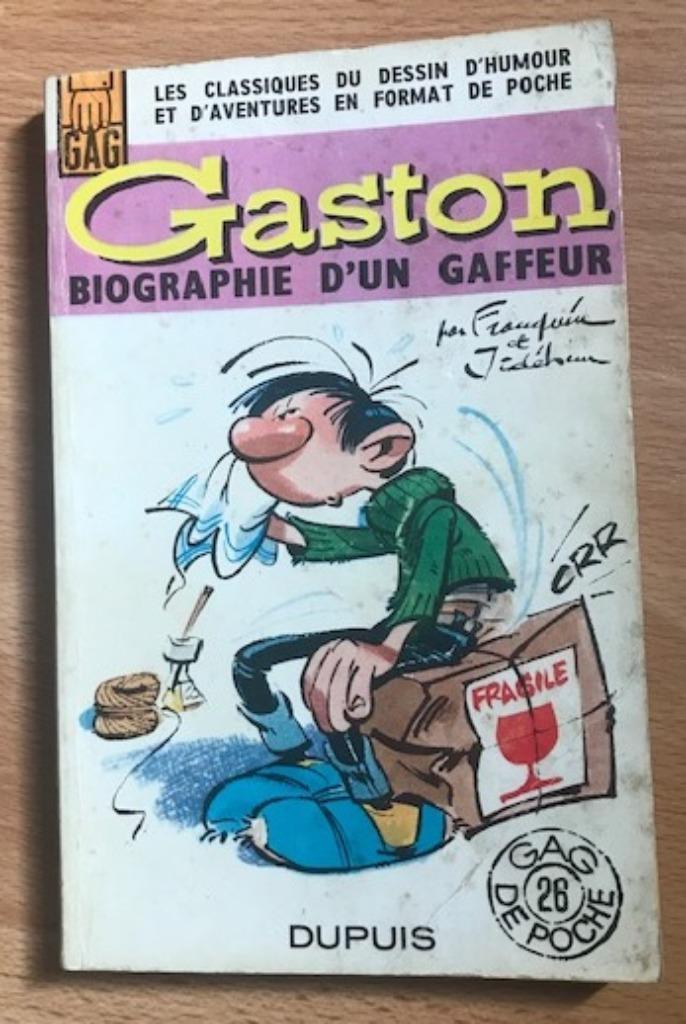 LES CLASSIQUES DU DESSIN D'HUMOUR
ET D'AVENTURES EN FORMAT DE POCHE
GAG
Gaston
BIOGRAPHIE D'UN GAFFEUR
par Franquin
et
Jidéhem
CRR
FRAGILE
GAG
26
DE POCHE
DUPUIS